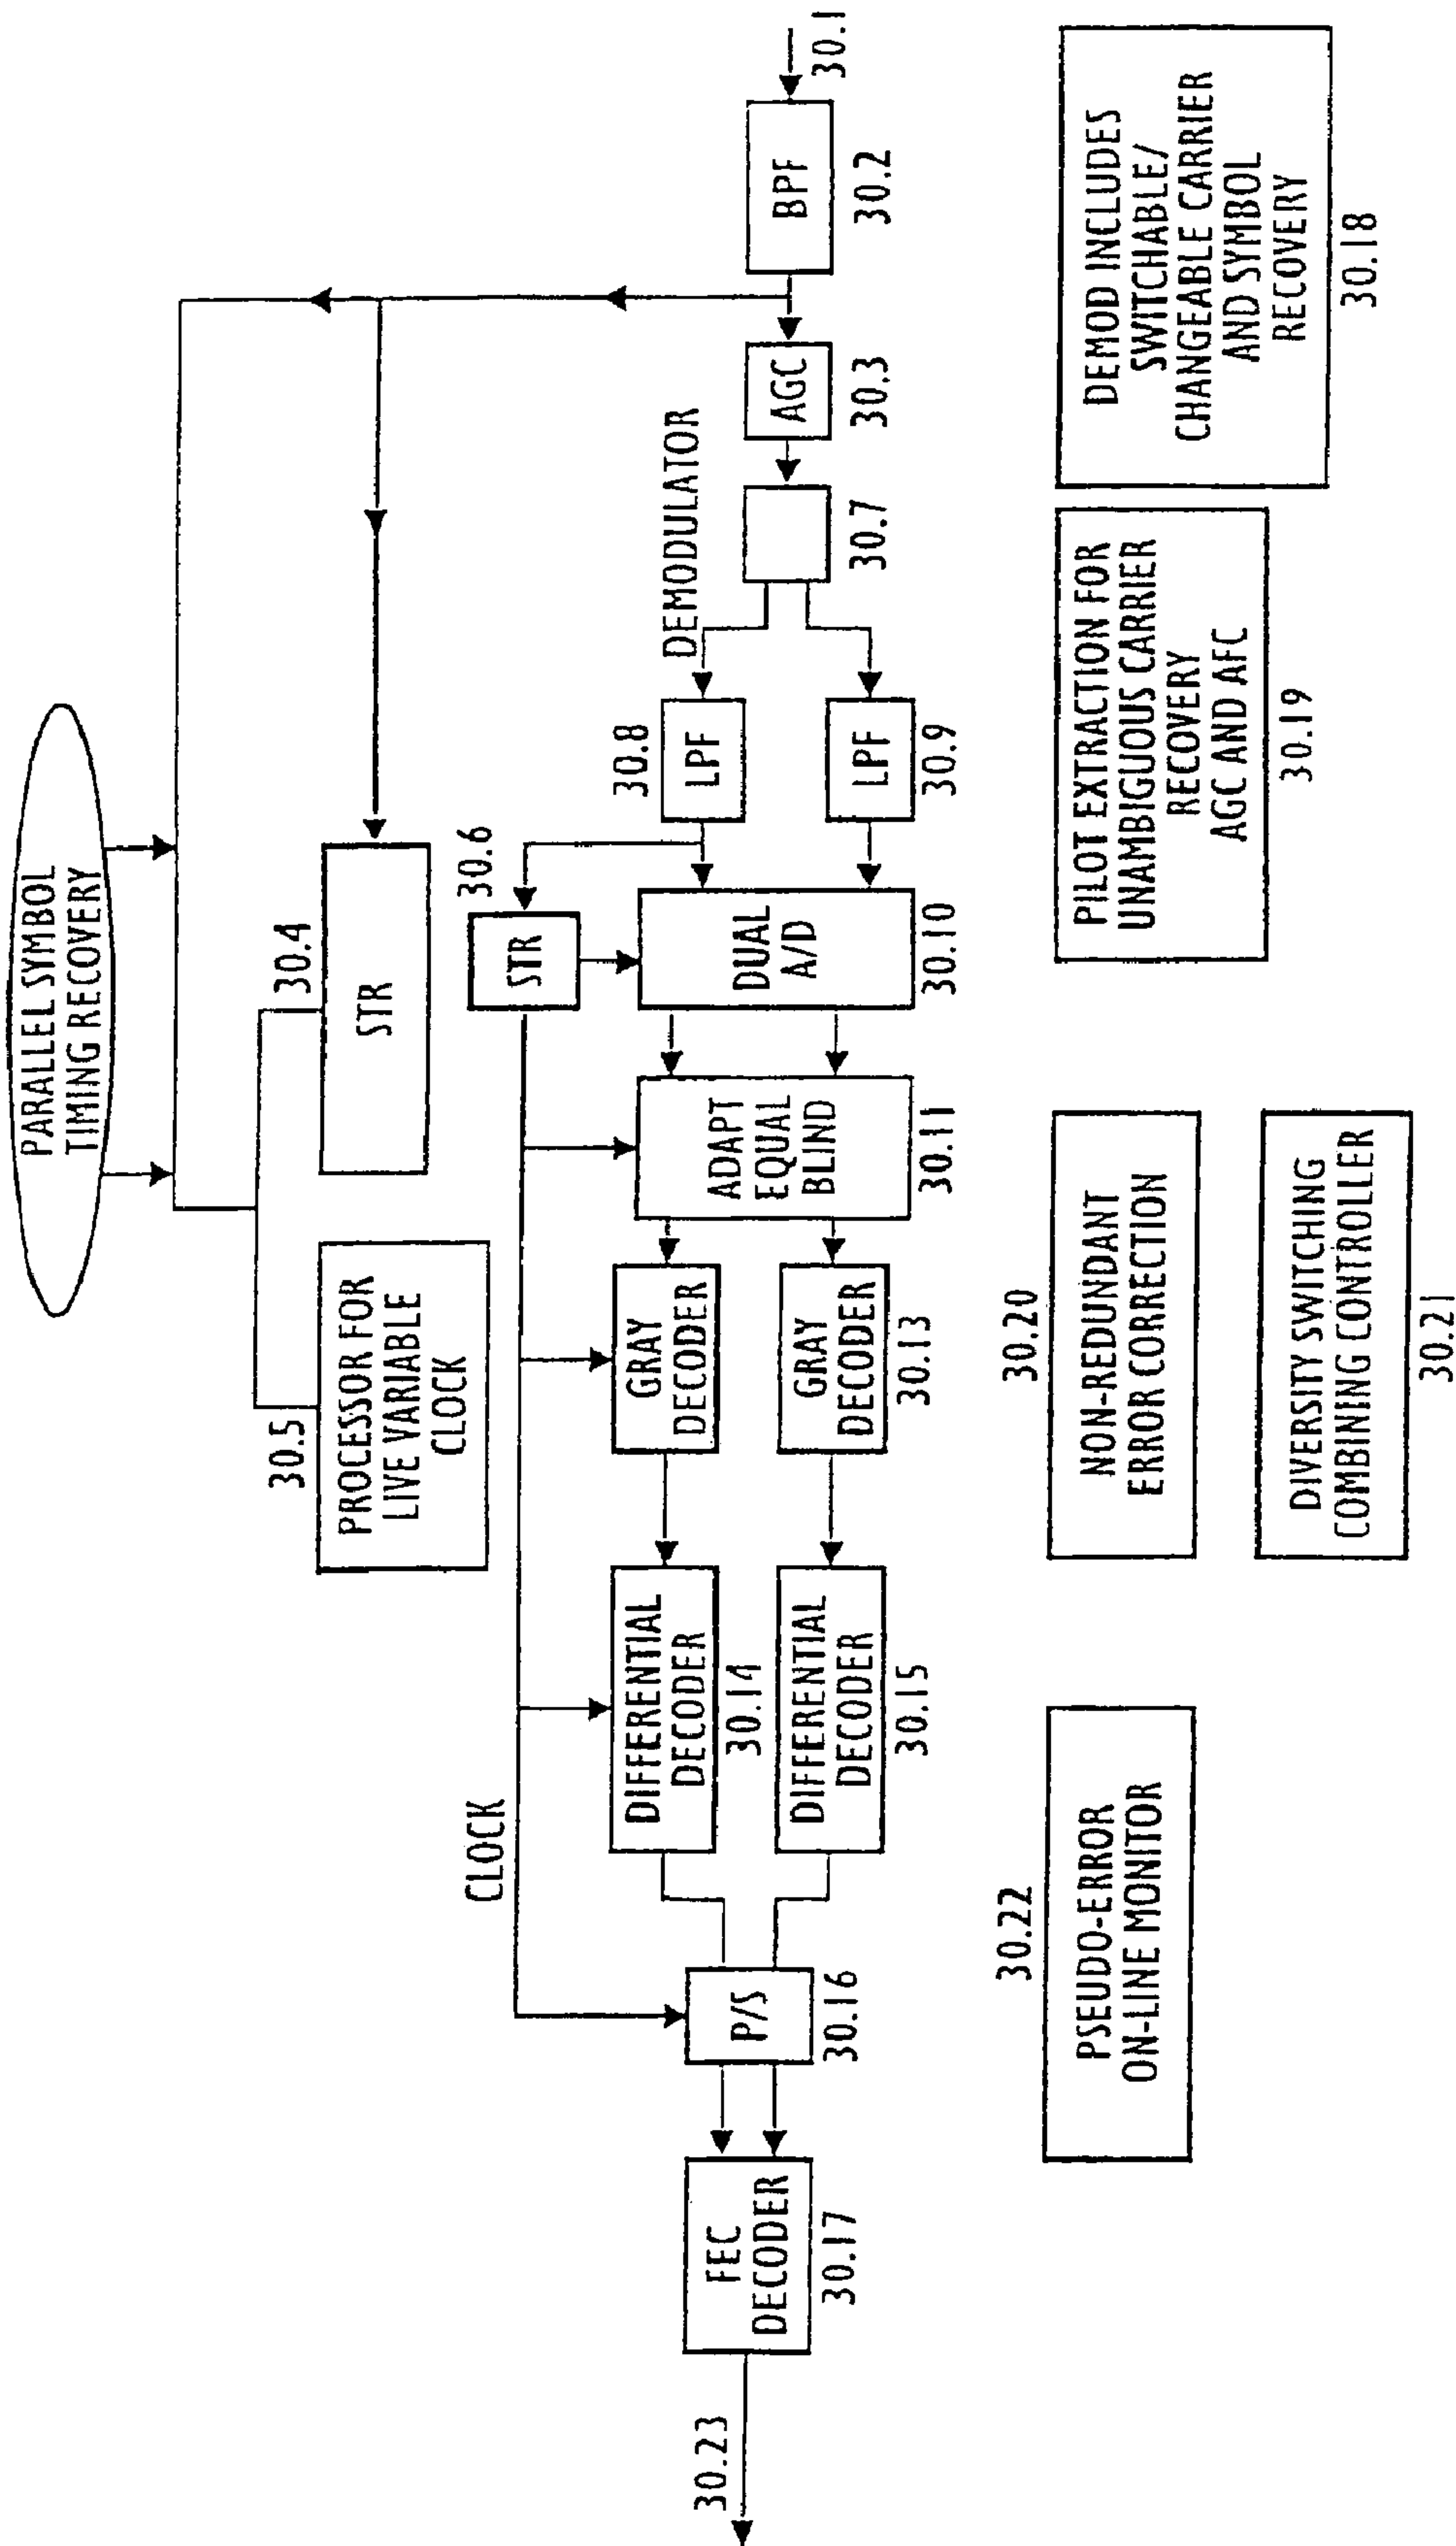 PARALLEL SYMBOL
TIMING RECOVERY
30.5
PROCESSOR FOR
LIVE VARIABLE
CLOCK
30.4
STR
CLOCK
30.6
STR
30.8
LPF
DEMODULATOR
30.23
FEC
DECODER
30.17
P/S
30.16
DIFFERENTIAL
DECODER
30.14
DIFFERENTIAL
DECODER
30.15
GRAY
DECODER
GRAY
DECODER
30.13
ADAPT
EQUAL
BLIND
30.11
DUAL
A/D
30.10
LPF
30.9
30.7
AGC
30.3
BPF
30.2
30.1
30.22
PSEUDO-ERROR
ON-LINE MONITOR
30.20
NON-REDUNDANT
ERROR CORRECTION
DIVERSITY SWITCHING
COMBINING CONTROLLER
30.21
PILOT EXTRACTION FOR
UNAMBIGUOUS CARRIER
RECOVERY
AGC AND AFC
30.19
DEMOD INCLUDES
SWITCHABLE/
CHANGEABLE CARRIER
AND SYMBOL
RECOVERY
30.18